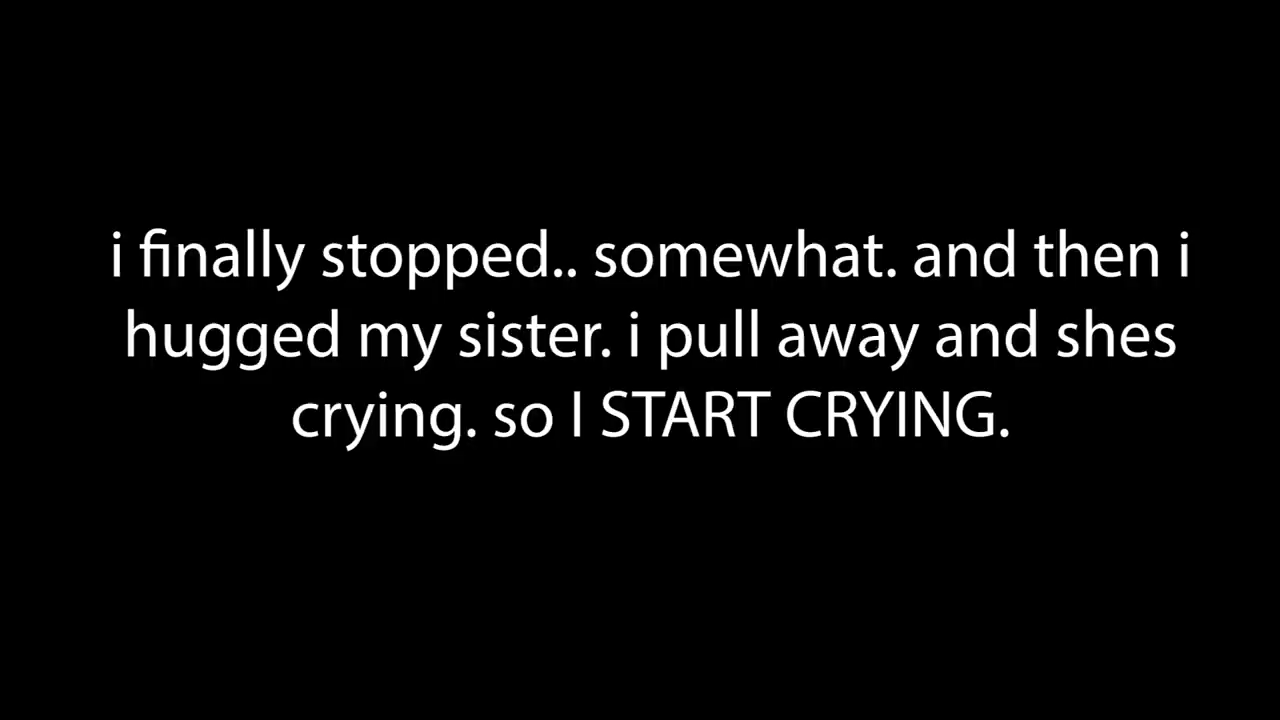 i finally stopped.. somewhat. and then i
hugged my sister. i pull away and shes
crying. so I START CRYING.